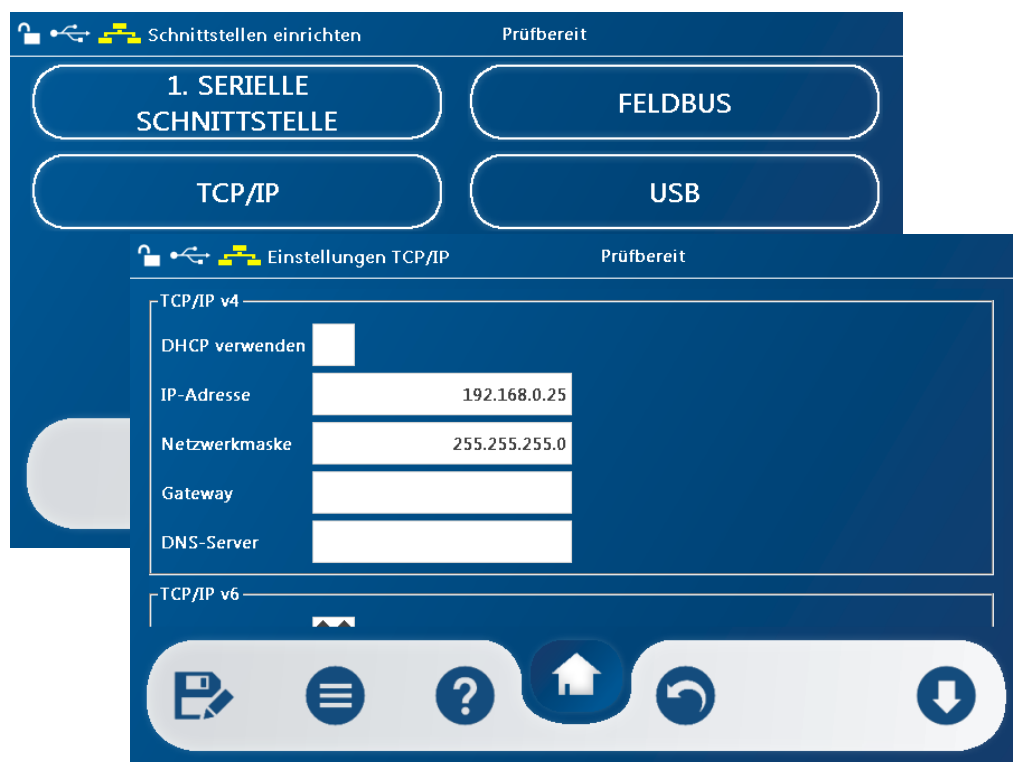 Schnittstellen einrichten Prüfbereit
1. SERIELLE
SCHNITTSTELLE
FELDBUS
TCP/IP
USB
Einstellungen TCP/IP Prüfbereit
TCP/IP v4
DHCP verwenden
IP-Adresse 192.168.0.25
Netzwerkmaske 255.255.255.0
Gateway
DNS-Server
TCP/IP v6